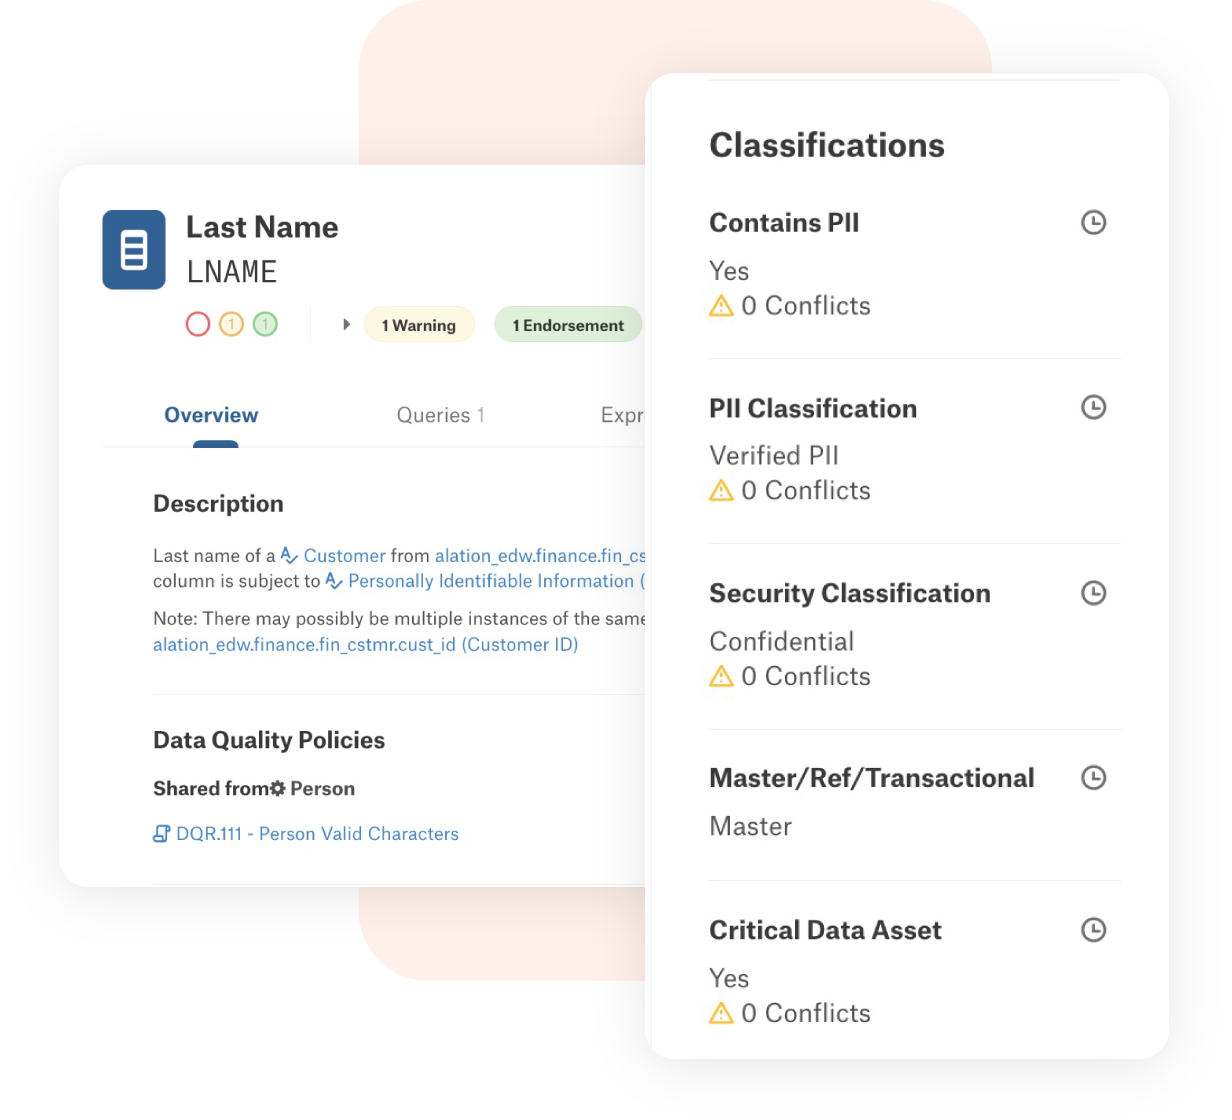 Last Name
LNAME
1 1
1 Warning 1 Endorsement
Overview Queries 1 Expr
Description
Last name of a Customer from alation_edw.finance.fin_cs
column is subject to Personally Identifiable Information (
Note: There may possibly be multiple instances of the same
alation_edw.finance.fin_cstmr.cust_id (Customer ID)
Data Quality Policies
Shared from Person
DQR.111 - Person Valid Characters
Classifications
Contains PII
Yes
0 Conflicts
PII Classification
Verified PII
0 Conflicts
Security Classification
Confidential
0 Conflicts
Master/Ref/Transactional
Master
Critical Data Asset
Yes
0 Conflicts